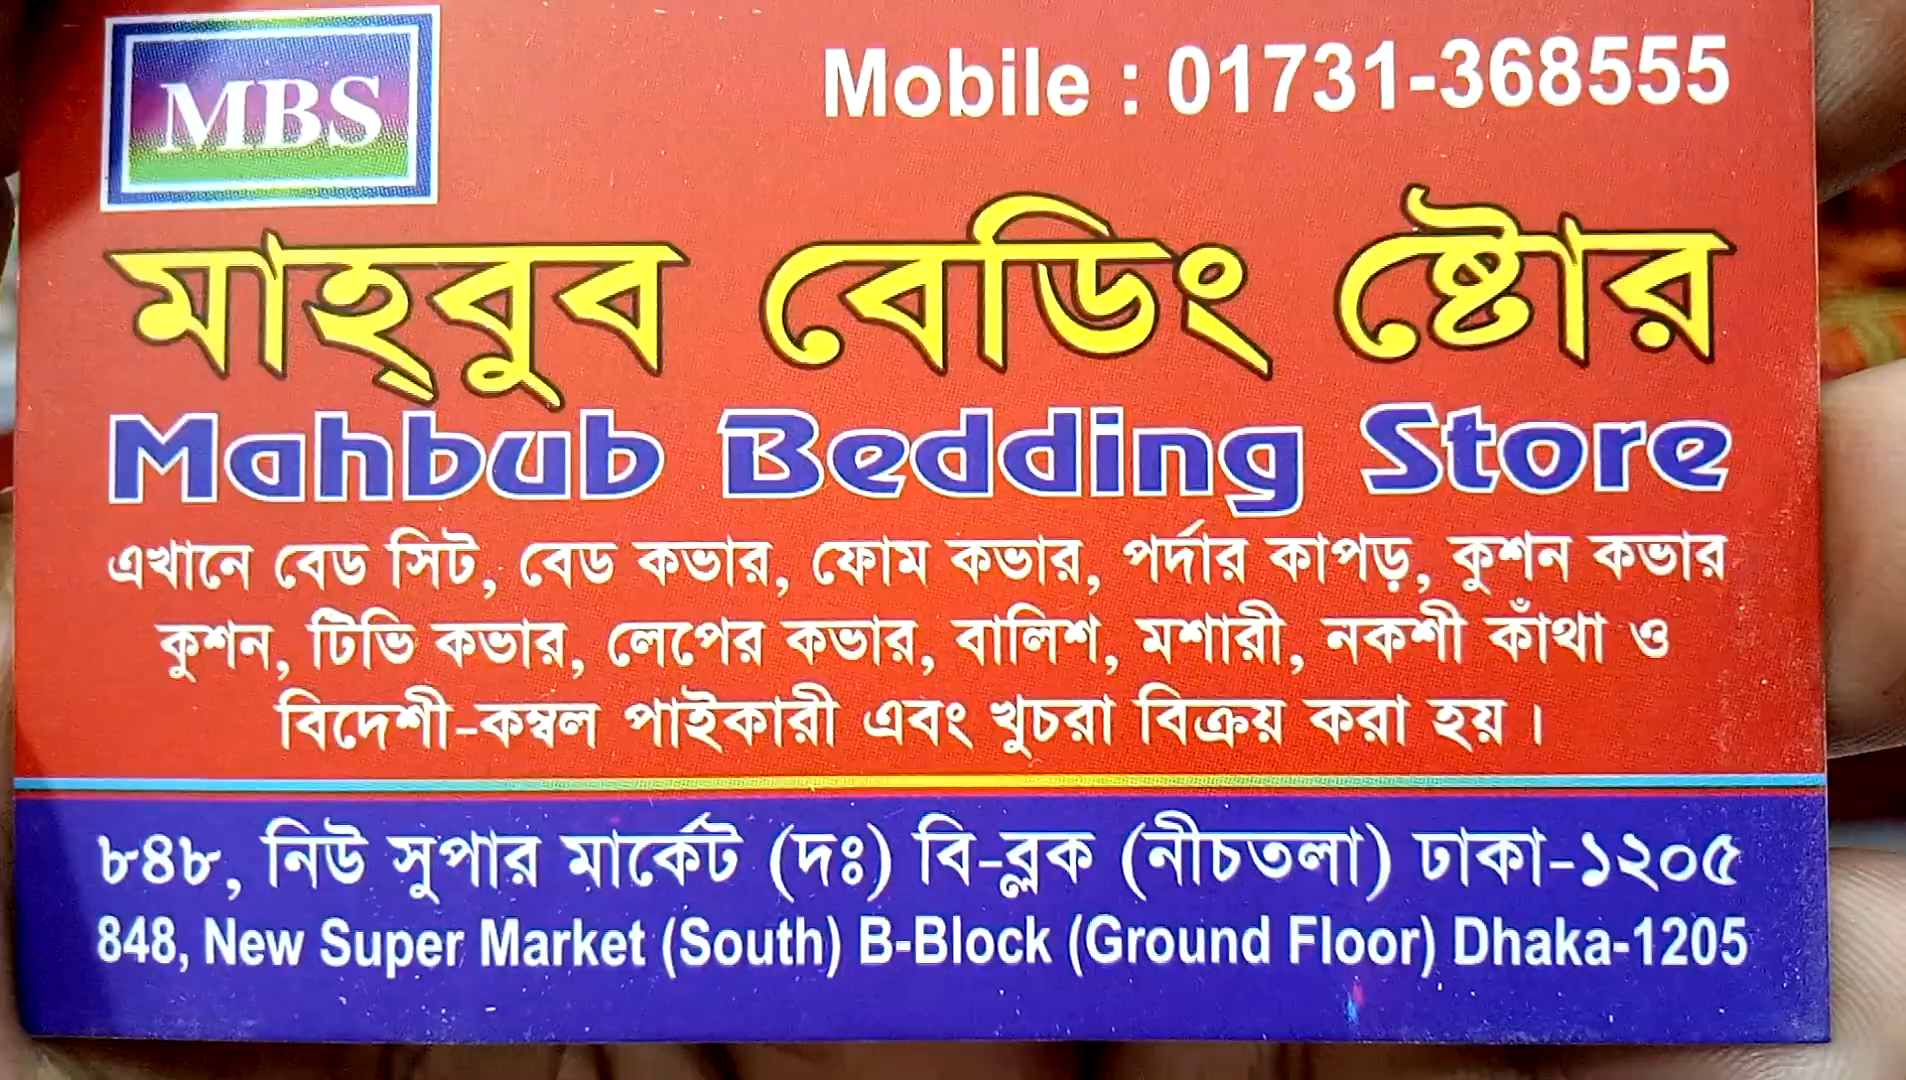 MBS
Mobile : 01731-368555
মাহ্বুব বেডিং ষ্টোর
Mahbub Bedding Store
এখানে বেড সিট, বেড কভার, ফোম কভার, পর্দার কাপড়, কুশন কভার
কুশন, টিভি কভার, লেপের কভার, বালিশ, মশারী, নকশী কাঁথা ও
বিদেশী-কম্বল পাইকারী এবং খুচরা বিক্রয় করা হয়।
৮৪৮, নিউ সুপার মার্কেট (দঃ) বি-ব্লক (নীচতলা) ঢাকা-১২০৫
848, New Super Market (South) B-Block (Ground Floor) Dhaka-1205